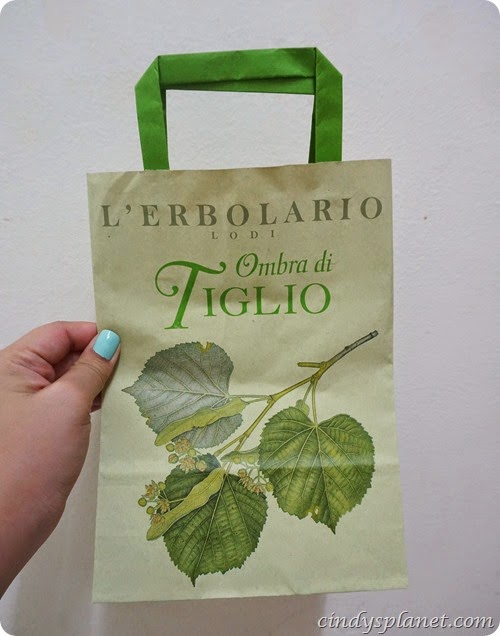 L'ERBOLARIO
LODI
Ombra di
TIGLIO
cindysplanet.com